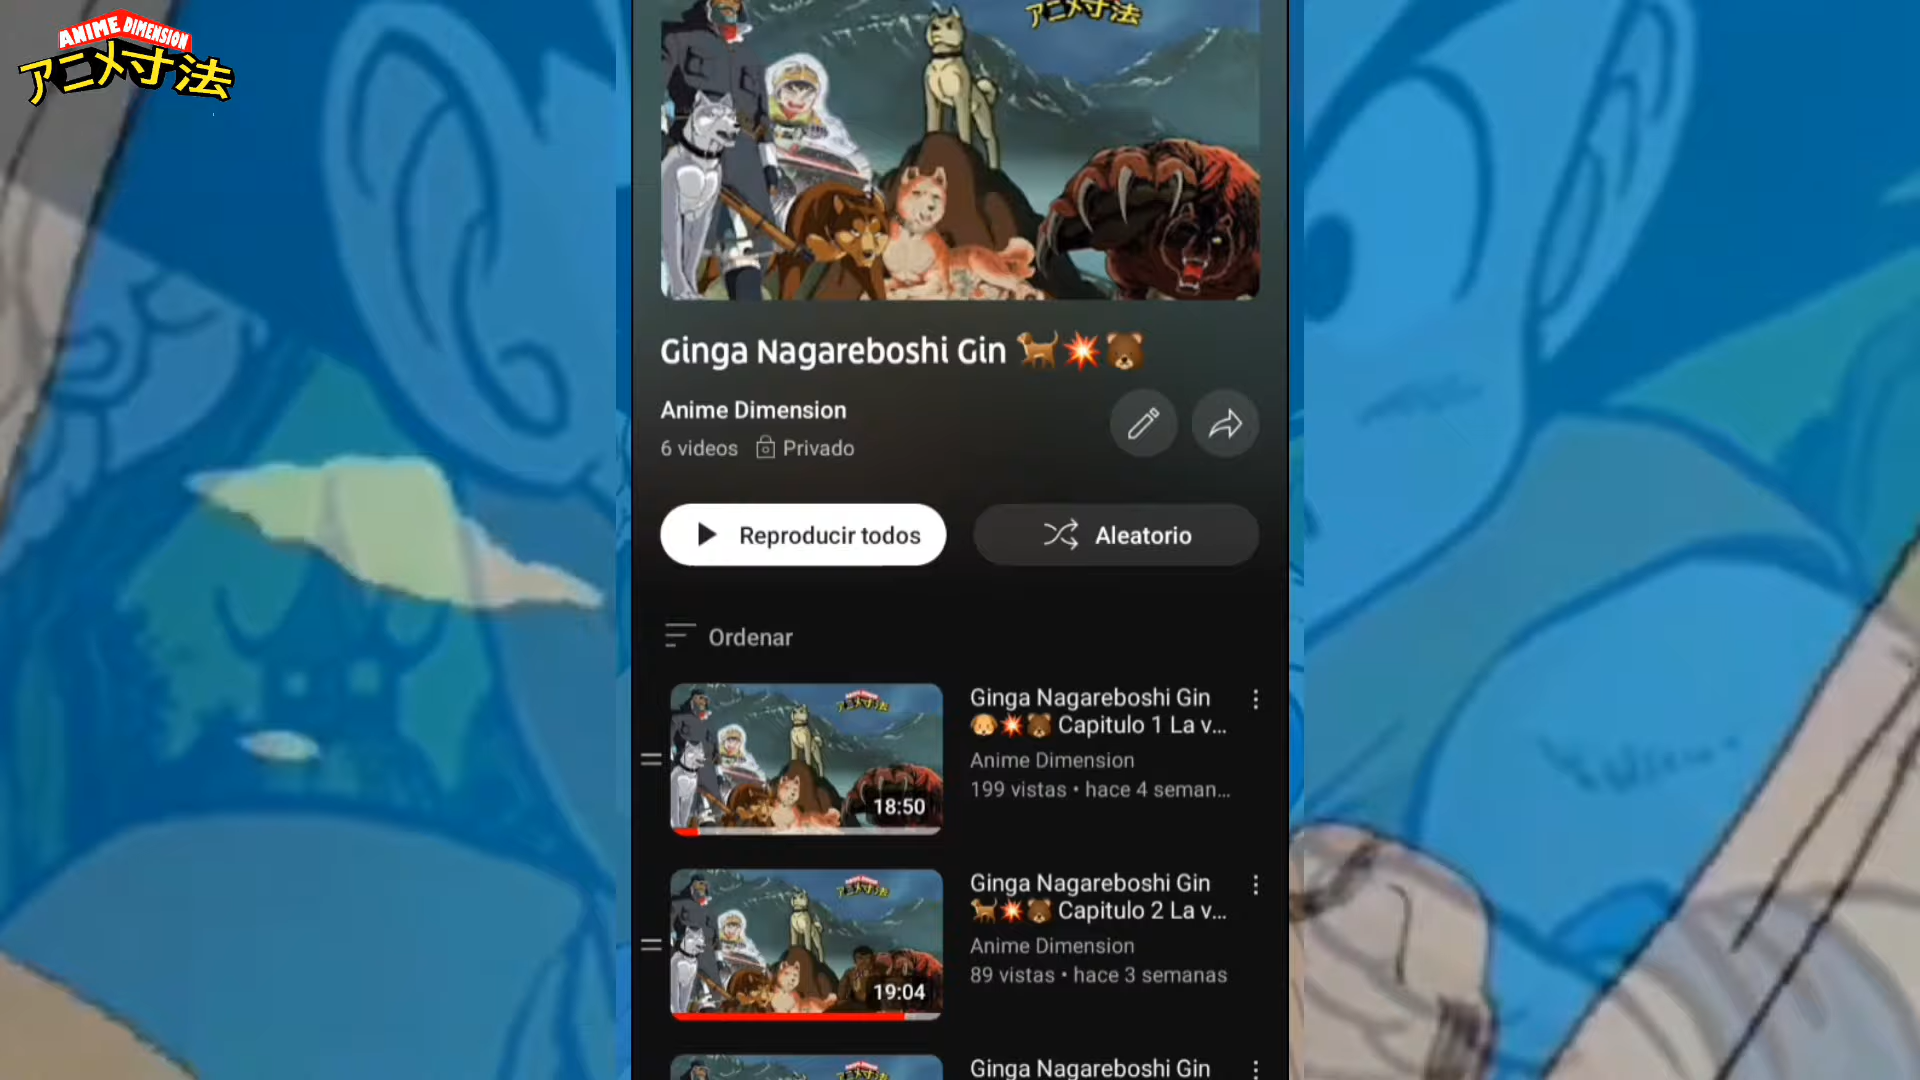 ANIME DIMENSION
アニメ寸法
アニメ寸法
Ginga Nagareboshi Gin 🐕💥🐻
Anime Dimension
6 videos Privado
Reproducir todos
Aleatorio
Ordenar
Ginga Nagareboshi Gin
🐶💥🐻 Capitulo 1 La v...
Anime Dimension
199 vistas • hace 4 seman...
18:50
Ginga Nagareboshi Gin
🐕💥🐻 Capitulo 2 La v...
Anime Dimension
89 vistas • hace 3 semanas
19:04
Ginga Nagareboshi Gin